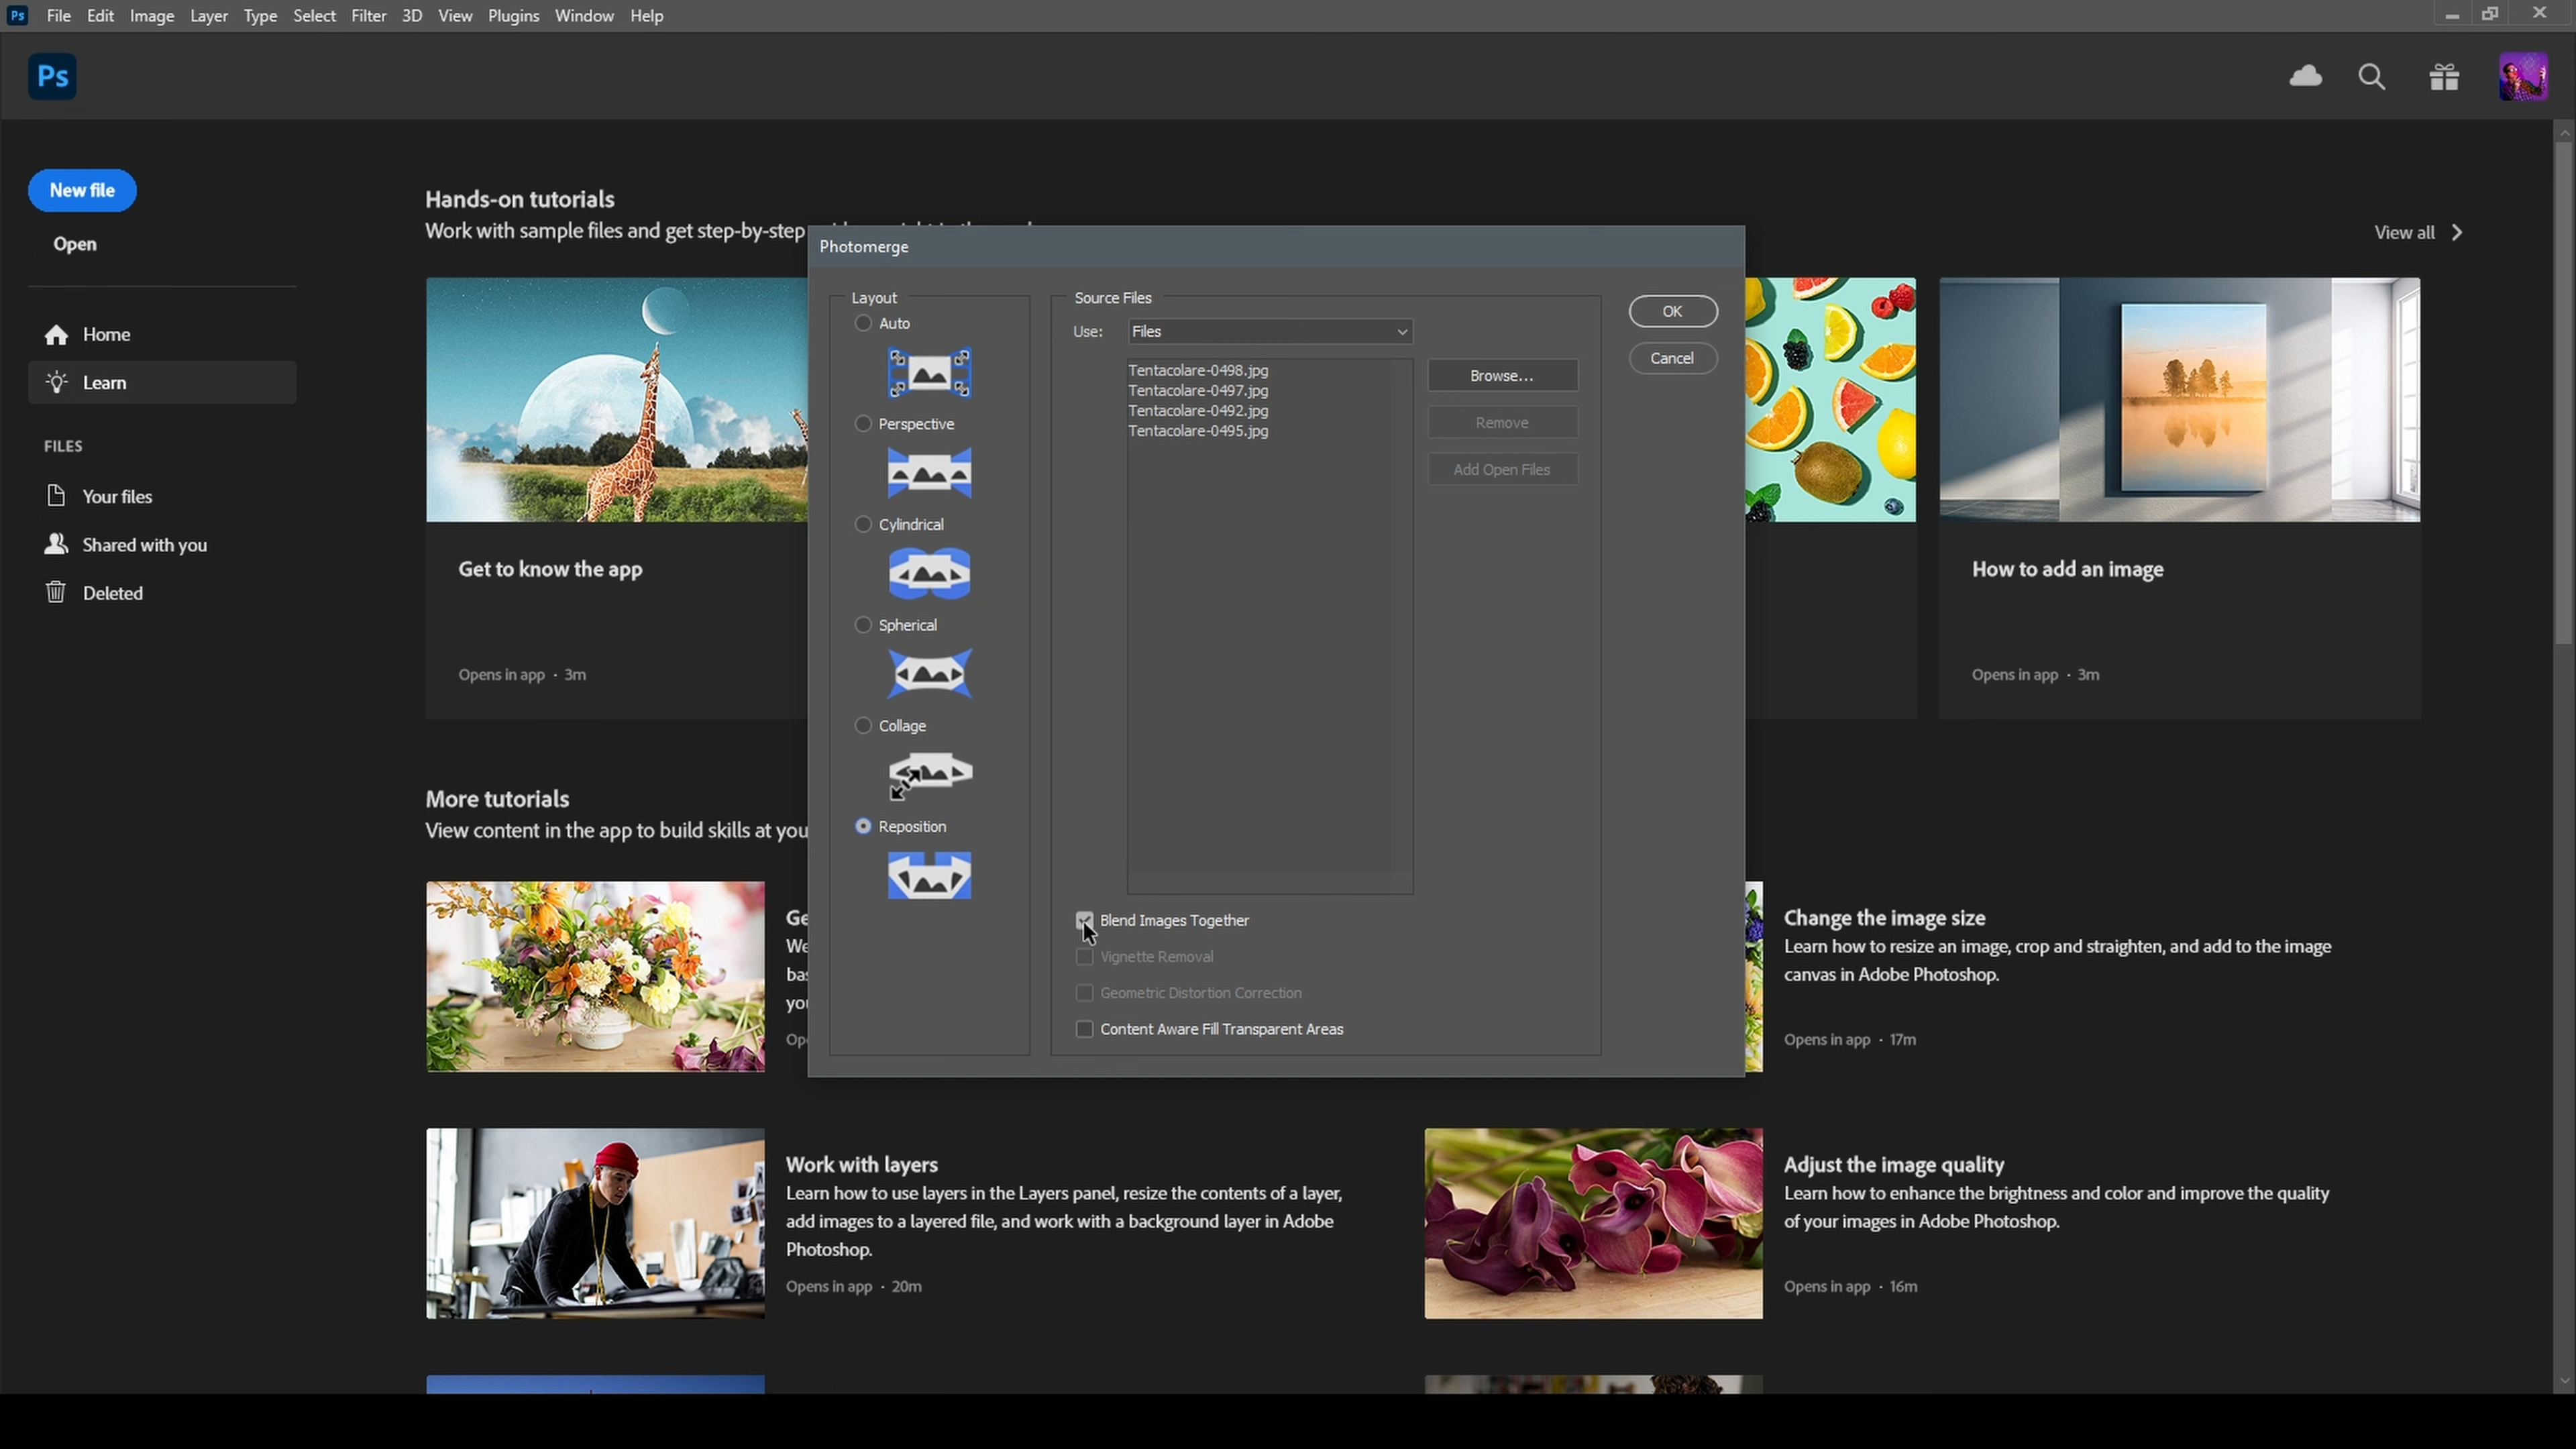 Ps File Edit Image Layer Type Select Filter 3D View Plugins Window Help
Ps
New file
Open
Home
Learn
FILES
Your files
Shared with you
Deleted
Hands-on tutorials
Work with sample files and get step-by-step
View all
Get to know the app
Opens in app · 3m
How to add an image
Opens in app · 3m
More tutorials
View content in the app to build skills at
Change the image size
Learn how to resize an image, crop and straighten, and add to the image
canvas in Adobe Photoshop.
Opens in app · 17m
Work with layers
Learn how to use layers in the Layers panel, resize the contents of a layer,
add images to a layered file, and work with a background layer in Adobe
Photoshop.
Opens in app · 20m
Adjust the image quality
Learn how to enhance the brightness and color and improve the quality
of your images in Adobe Photoshop.
Opens in app · 16m
Photomerge
Layout
Auto
Perspective
Cylindrical
Spherical
Collage
Reposition
Source Files
Use: Files
Tentacolare-0498.jpg
Tentacolare-0497.jpg
Tentacolare-0492.jpg
Tentacolare-0495.jpg
Browse...
Remove
Add Open Files
OK
Cancel
Blend Images Together
Vignette Removal
Geometric Distortion Correction
Content Aware Fill Transparent Areas